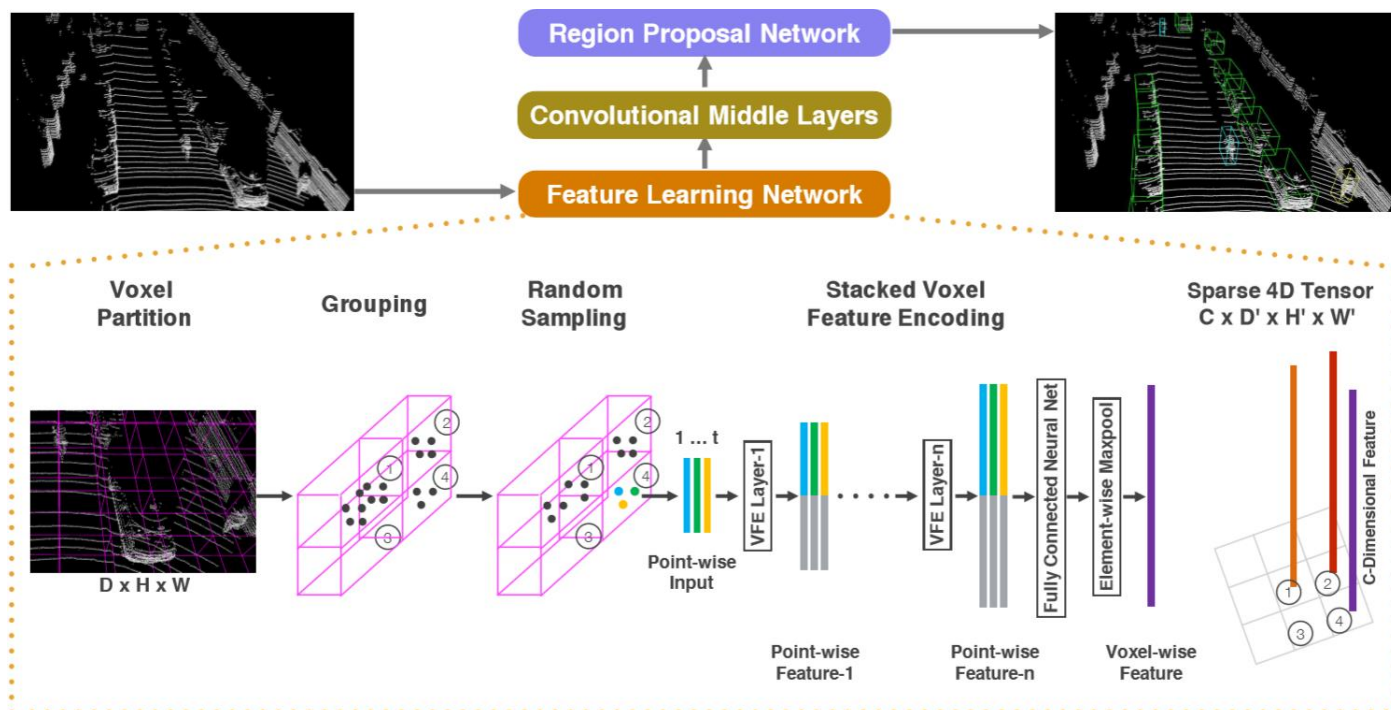 Region Proposal Network
Convolutional Middle Layers
Feature Learning Network
Voxel
Partition
Grouping
Random
Sampling
Stacked Voxel
Feature Encoding
Sparse 4D Tensor
C x D' x H' x W'
D x H x W
1
2
3
4
1
2
3
4
1 ... t
Point-wise
Input
VFE Layer-1
Point-wise
Feature-1
VFE Layer-n
Point-wise
Feature-n
Fully Connected Neural Net
Element-wise Maxpool
Voxel-wise
Feature
C-Dimensional Feature
1
2
3
4